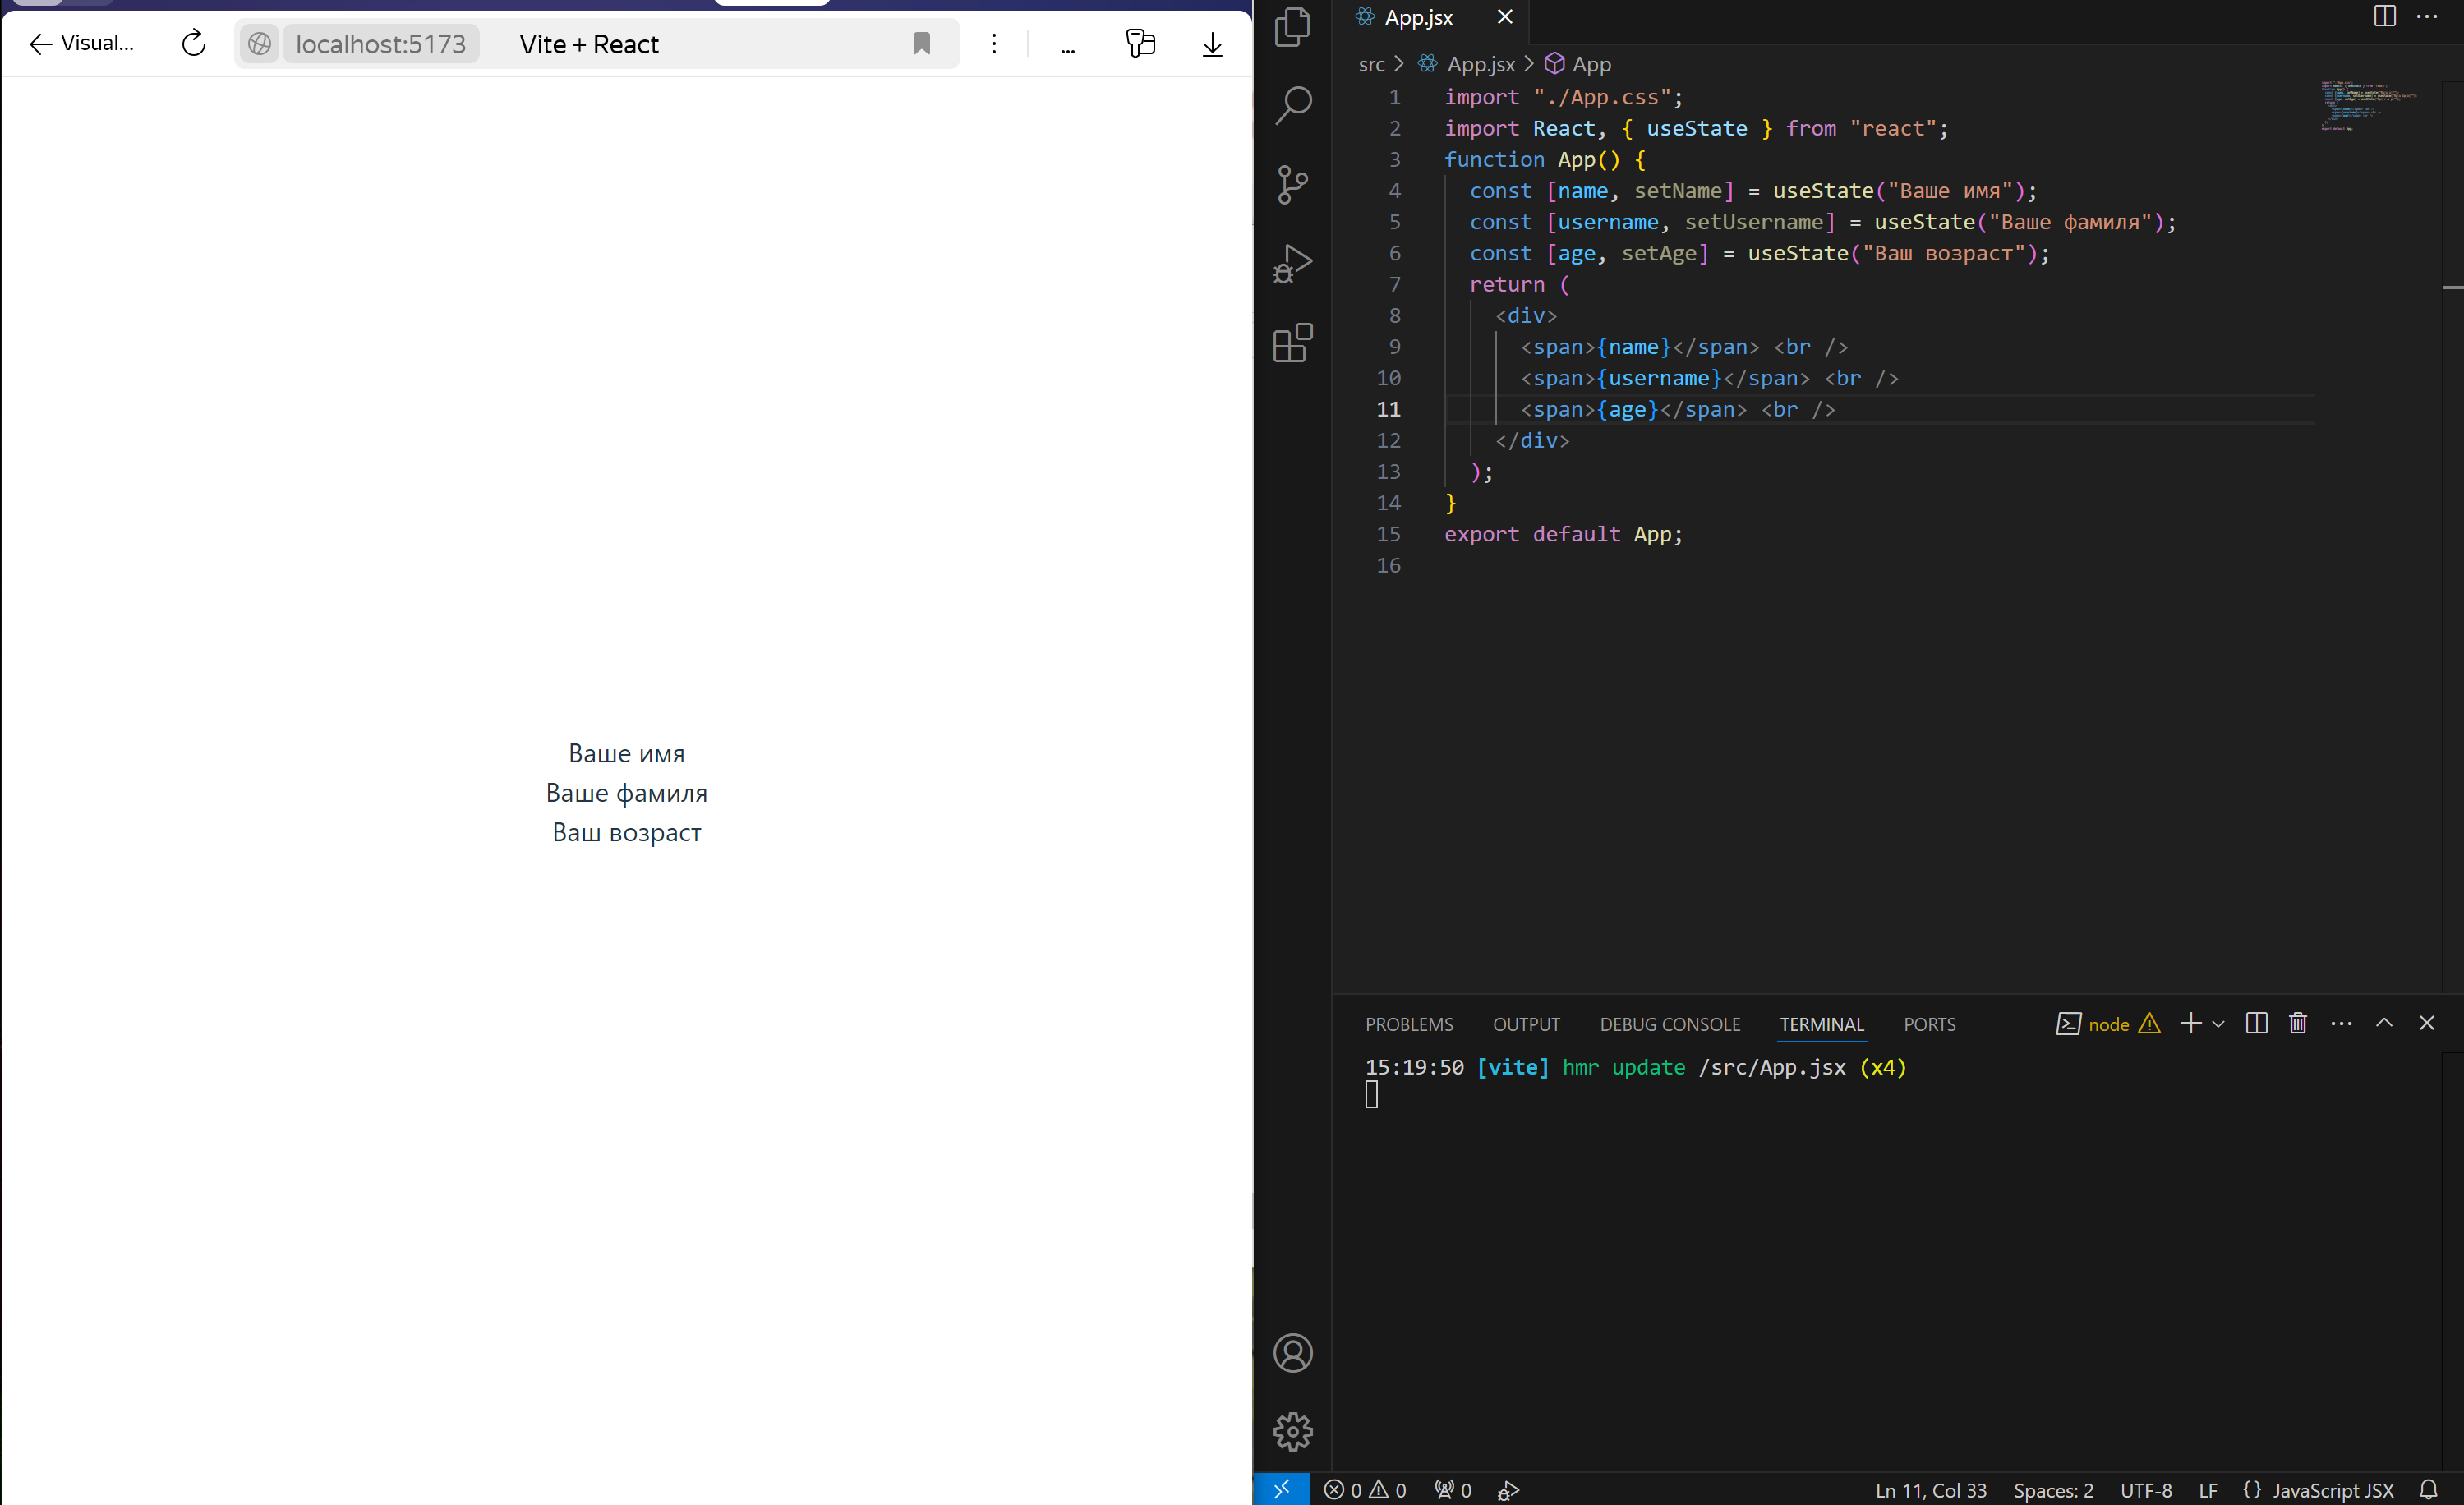 Visual...
localhost:5173
Vite + React
Ваше имя
Ваше фамиля
Ваш возраст
App.jsx
src > App.jsx > App
1 import "./App.css";
2 import React, { useState } from "react";
3 function App() {
4 const [name, setName] = useState("Ваше имя");
5 const [username, setUsername] = useState("Ваше фамиля");
6 const [age, setAge] = useState("Ваш возраст");
7 return (
8 <div>
9 <span>{name}</span> <br />
10 <span>{username}</span> <br />
11 <span>{age}</span> <br />
12 </div>
13 );
14 }
15 export default App;
16
PROBLEMS OUTPUT DEBUG CONSOLE TERMINAL PORTS
node
15:19:50 [vite] hmr update /src/App.jsx (x4)
0 0 0
Ln 11, Col 33 Spaces: 2 UTF-8 LF {} JavaScript JSX